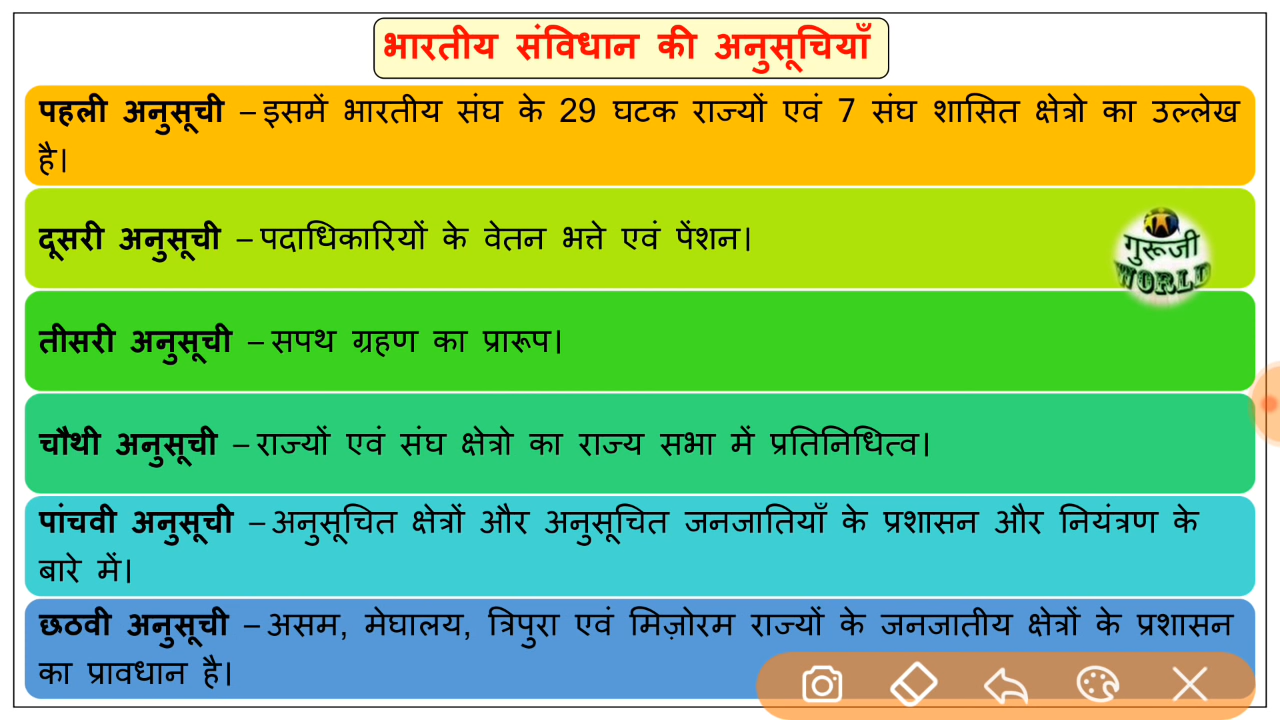 भारतीय संविधान की अनुसूचियाँ
पहली अनुसूची – इसमें भारतीय संघ के 29 घटक राज्यों एवं 7 संघ शासित क्षेत्रो का उल्लेख
है।
दूसरी अनुसूची – पदाधिकारियों के वेतन भत्ते एवं पेंशन।
गुरूजी
WORLD
तीसरी अनुसूची – सपथ ग्रहण का प्रारूप।
चौथी अनुसूची – राज्यों एवं संघ क्षेत्रो का राज्य सभा में प्रतिनिधित्व।
पांचवी अनुसूची – अनुसूचित क्षेत्रों और अनुसूचित जनजातियाँ के प्रशासन और नियंत्रण के
बारे में।
छठवी अनुसूची – असम, मेघालय, त्रिपुरा एवं मिज़ोरम राज्यों के जनजातीय क्षेत्रों के प्रशासन
का प्रावधान है।